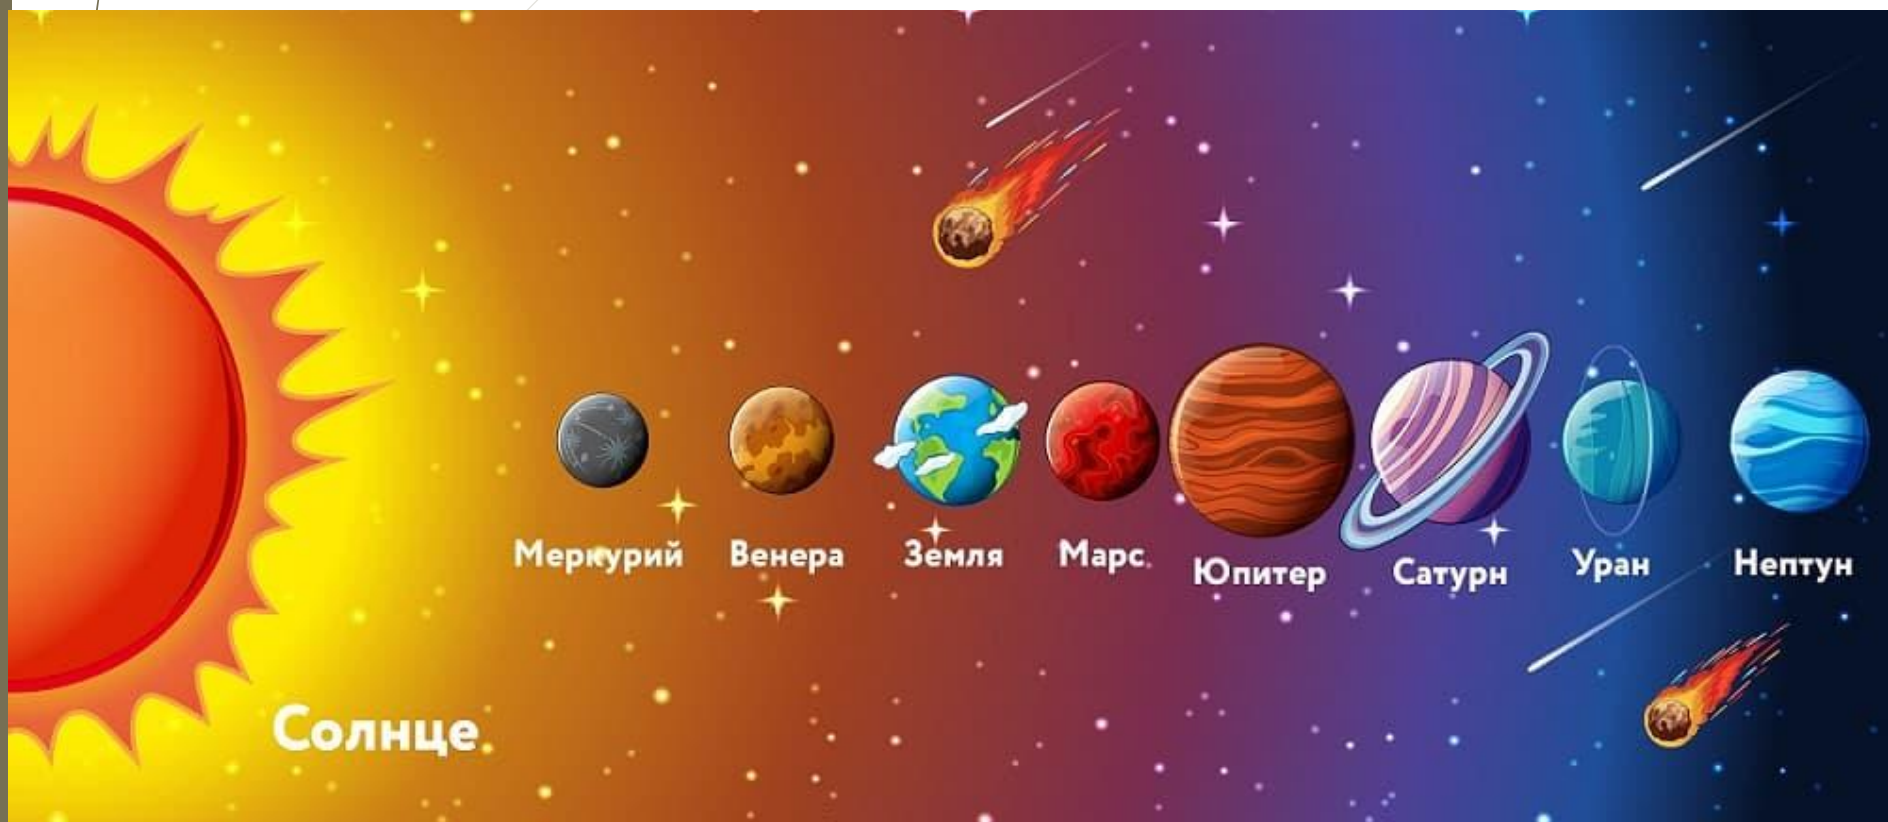 Меркурий
Венера
Земля
Марс
Юпитер
Сатурн
Уран
Нептун
Солнце